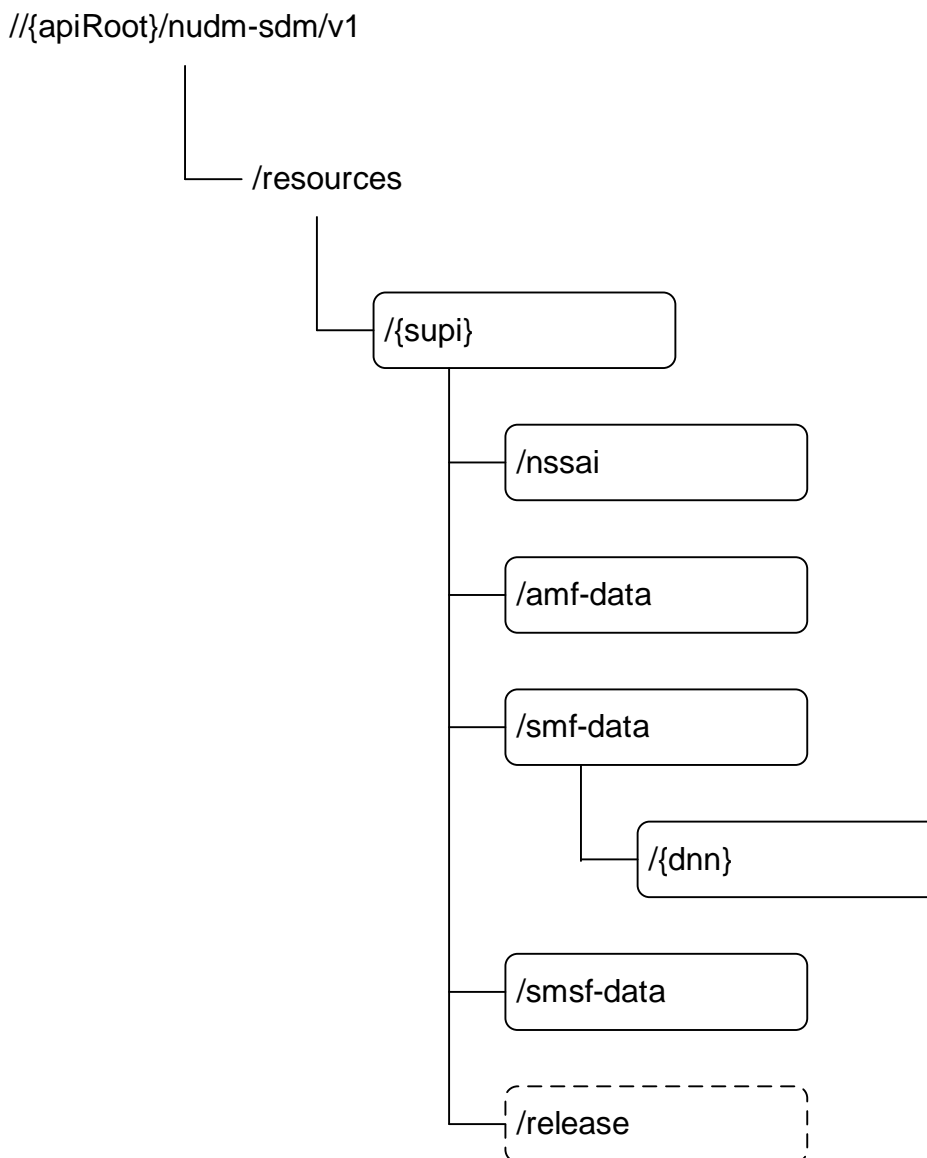 //{apiRoot}/nudm-sdm/v1
/resources
/{supi}
/nssai
/amf-data
/smf-data
/{dnn}
/smsf-data
/release